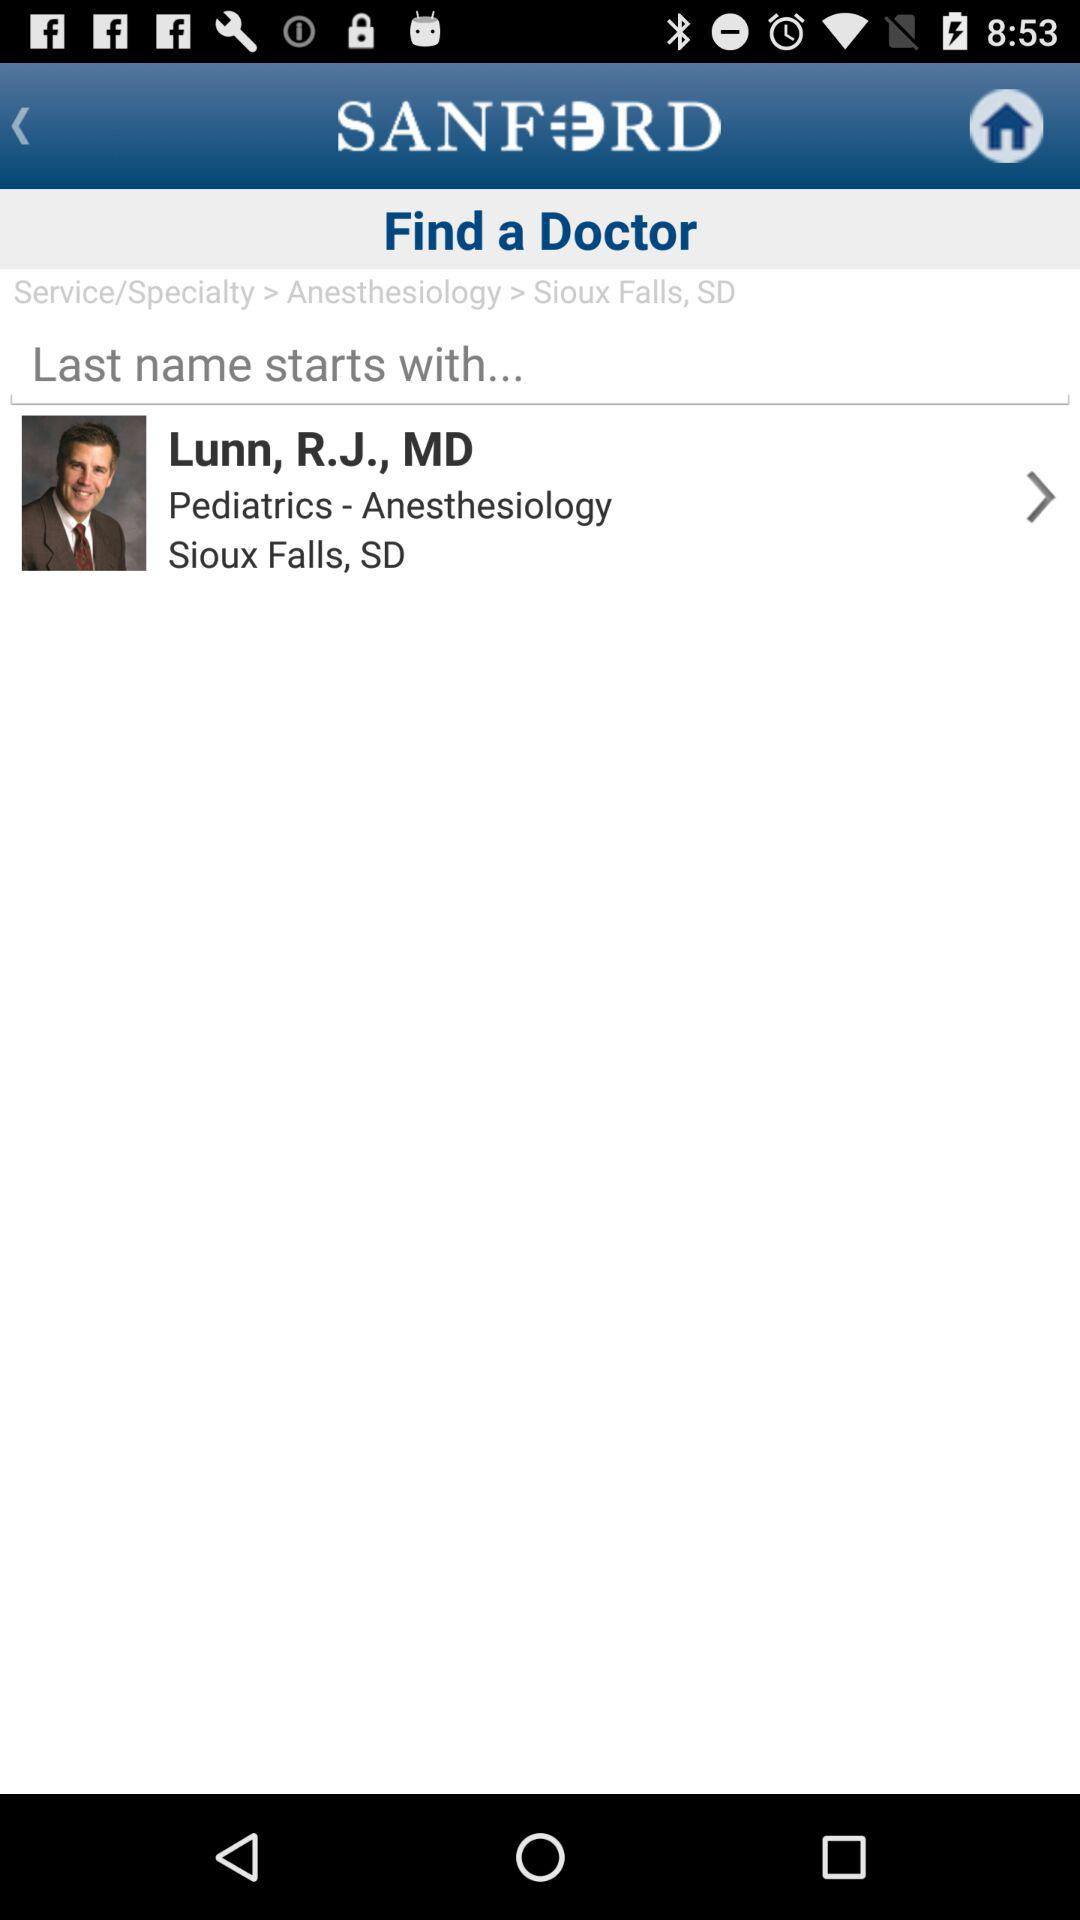 8:53
SANFORD
Find a Doctor
Service/Specialty > Anesthesiology > Sioux Falls, SD
Last name starts with...
Lunn, R.J., MD
Pediatrics - Anesthesiology
Sioux Falls, SD